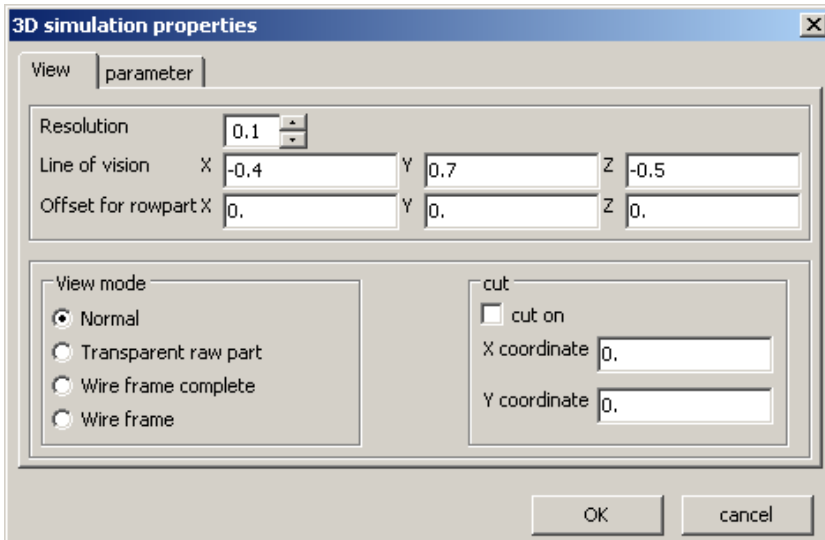 3D simulation properties
View parameter
Resolution 0.1
Line of vision X -0.4 Y 0.7 Z -0.5
Offset for rowpart X 0. Y 0. Z 0.
View mode
Normal
Transparent raw part
Wire frame complete
Wire frame
cut
cut on
X coordinate 0.
Y coordinate 0.
OK cancel